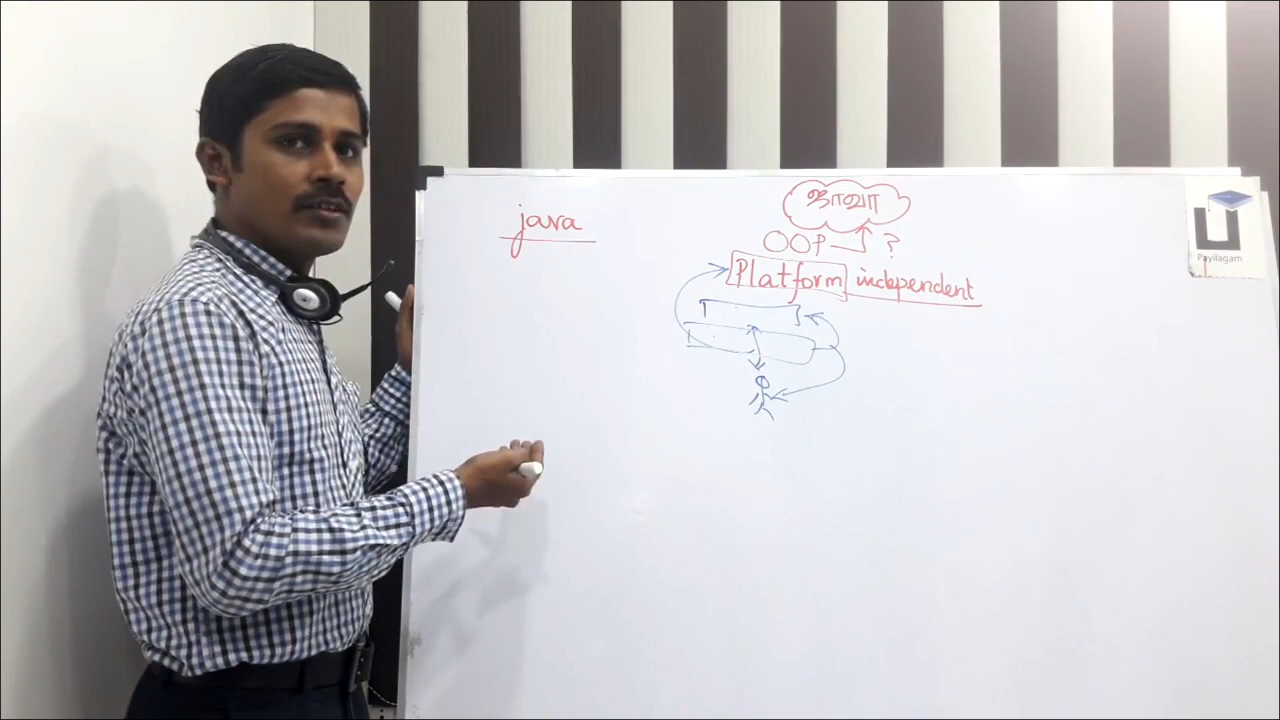 java
ஜாவா
OOP ?
Platform independent
Payilagam